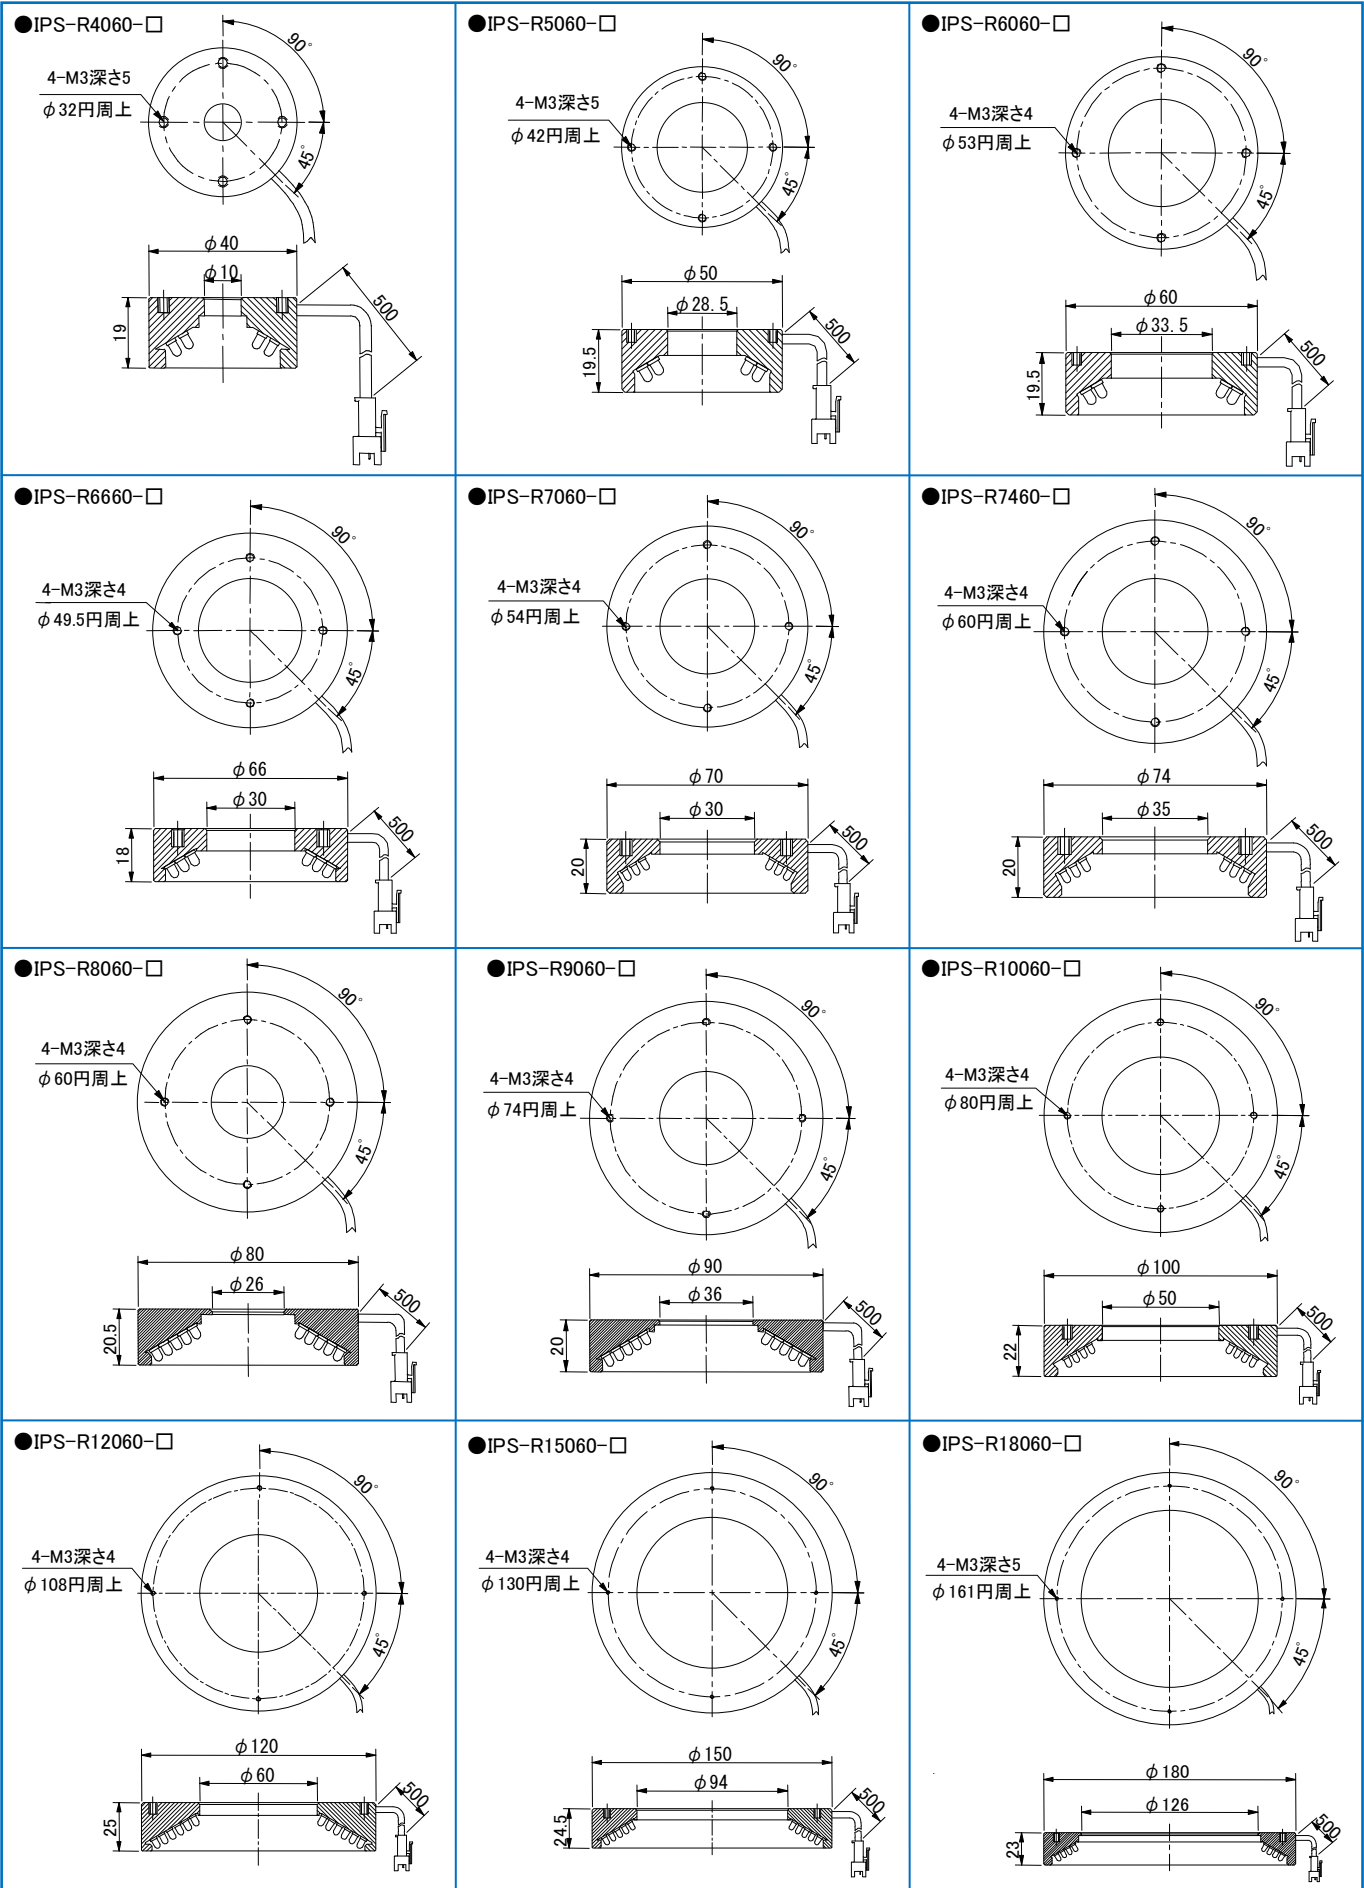 ●IPS-R4060-□
90°
4-M3深さ5
φ32円周上
45°
φ40
φ10
500
19
●IPS-R5060-□
90°
4-M3深さ5
φ42円周上
45°
φ50
φ28.5
500
19.5
●IPS-R6060-□
90°
4-M3深さ4
φ53円周上
45°
φ60
φ33.5
500
19.5
●IPS-R6660-□
90°
4-M3深さ4
φ49.5円周上
45°
φ66
φ30
500
18
●IPS-R7060-□
90°
4-M3深さ4
φ54円周上
45°
φ70
φ30
500
20
●IPS-R7460-□
90°
4-M3深さ4
φ60円周上
45°
φ74
φ35
500
20
●IPS-R8060-□
90°
4-M3深さ4
φ60円周上
45°
φ80
φ26
500
20.5
●IPS-R9060-□
90°
4-M3深さ4
φ74円周上
45°
φ90
φ36
500
20
●IPS-R10060-□
90°
4-M3深さ4
φ80円周上
45°
φ100
φ50
500
22
●IPS-R12060-□
90°
4-M3深さ4
φ108円周上
45°
φ120
φ60
500
25
●IPS-R15060-□
90°
4-M3深さ4
φ130円周上
45°
φ150
φ94
500
24.5
●IPS-R18060-□
90°
4-M3深さ5
φ161円周上
45°
φ180
φ126
500
23